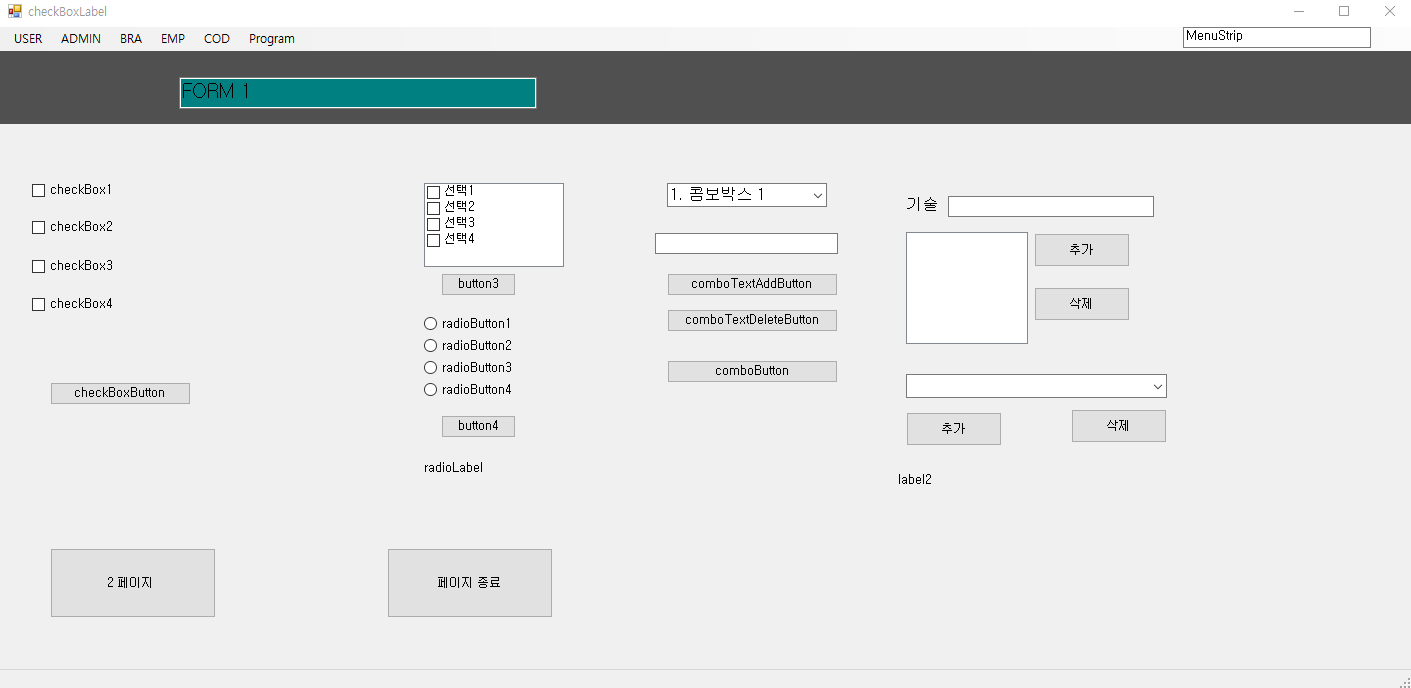 checkBoxLabel
USER ADMIN BRA EMP COD Program
MenuStrip
FORM 1
checkBox1
checkBox2
checkBox3
checkBox4
checkBoxButton
선택1
선택2
선택3
선택4
button3
radioButton1
radioButton2
radioButton3
radioButton4
button4
radioLabel
1. 콤보박스 1
comboTextAddButton
comboTextDeleteButton
comboButton
기술
추가
삭제
추가
삭제
label2
2 페이지
페이지 종료